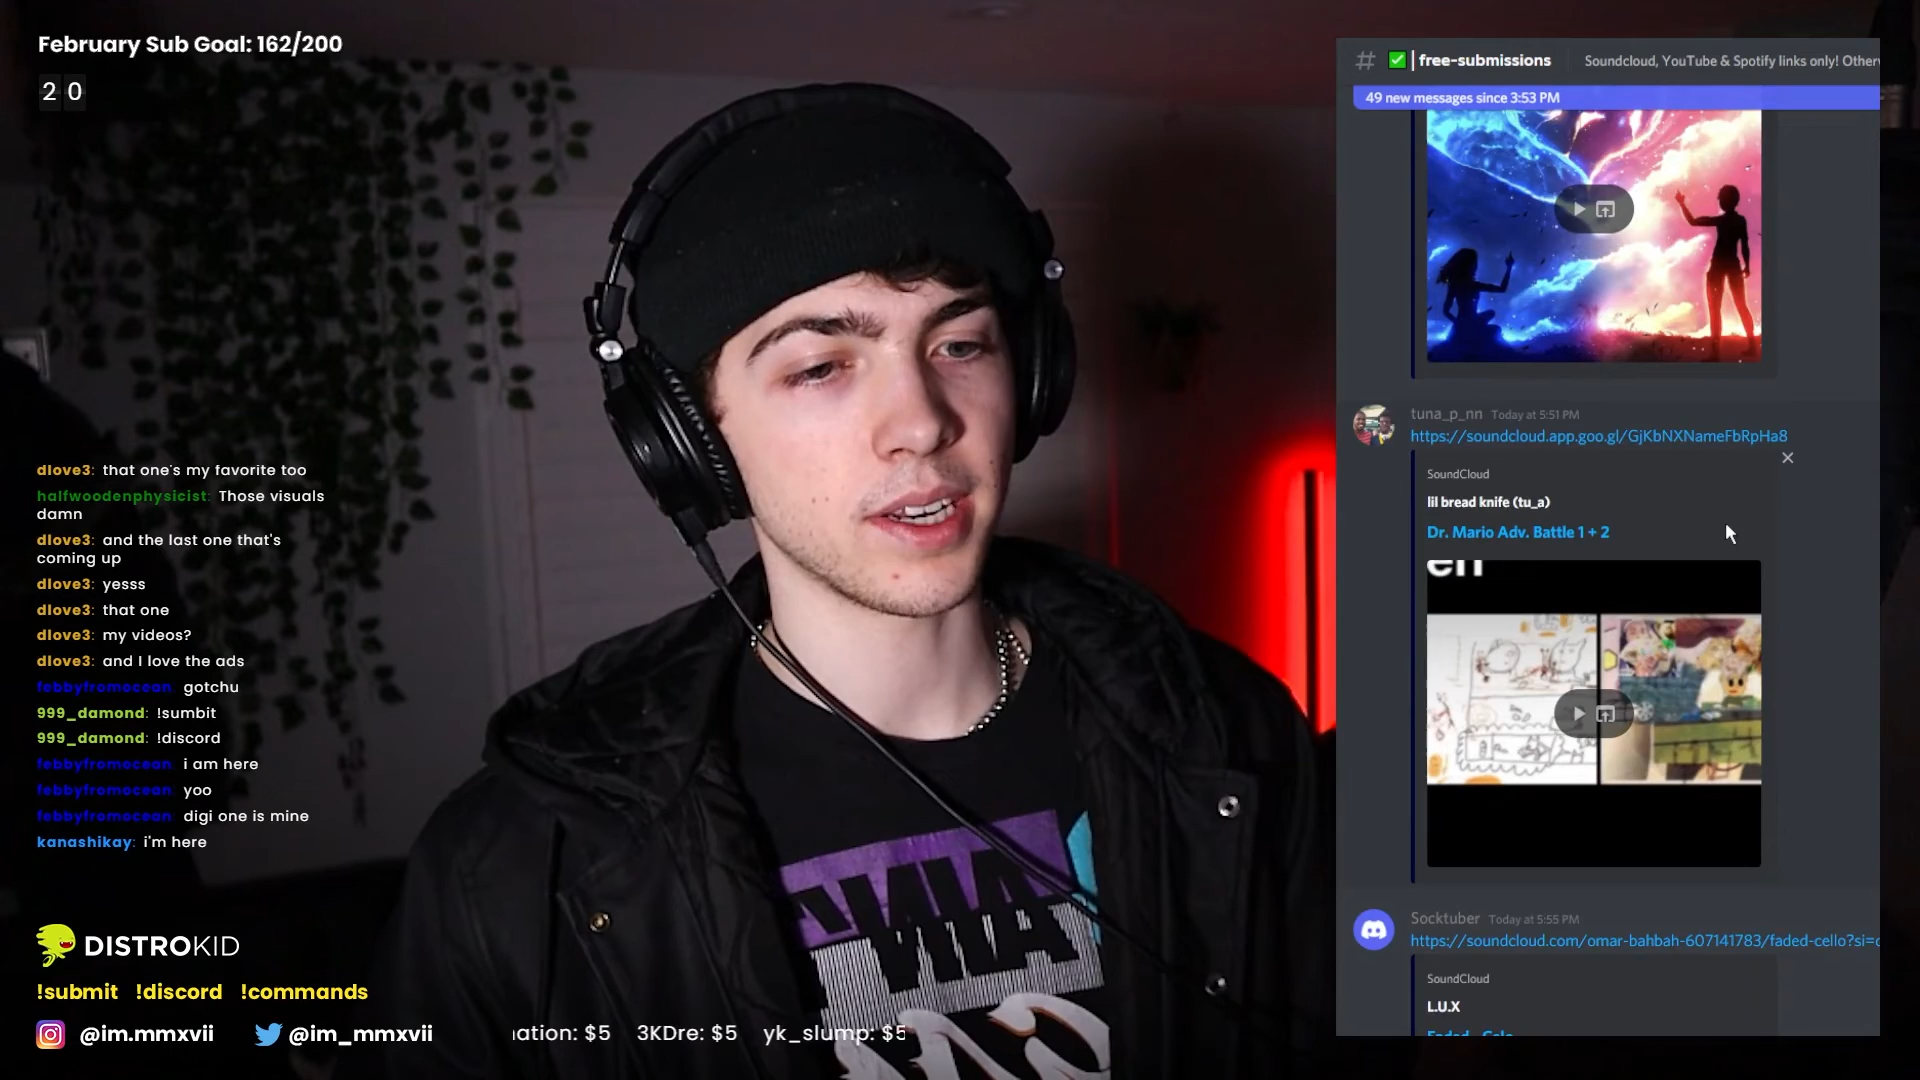 February Sub Goal: 162/200
2 0
dlove3: that one's my favorite too
halfwoodenphysicist: Those visuals
damn
dlove3: and the last one that's
coming up
dlove3: yesss
dlove3: that one
dlove3: my videos?
dlove3: and I love the ads
febbyfromocean: gotchu
999_damond: !sumbit
999_damond: !discord
febbyfromocean: i am here
febbyfromocean: yoo
febbyfromocean: digi one is mine
kanashikay: i'm here
DISTROKID
!submit !discord !commands
@im.mmxvii @im_mmxvii
ation: $5 3KDre: $5 yk_slump: $5
# | free-submissions Soundcloud, YouTube & Spotify links only! Other
49 new messages since 3:53 PM
tuna_p_nn Today at 5:51 PM
https://soundcloud.app.goo.gl/GjKbNXNameFbRpHa8
SoundCloud
lil bread knife (tu_a)
Dr. Mario Adv. Battle 1 + 2
en
Socktuber Today at 5:55 PM
https://soundcloud.com/omar-bahbah-607141783/faded-cello?si=
SoundCloud
L.U.X